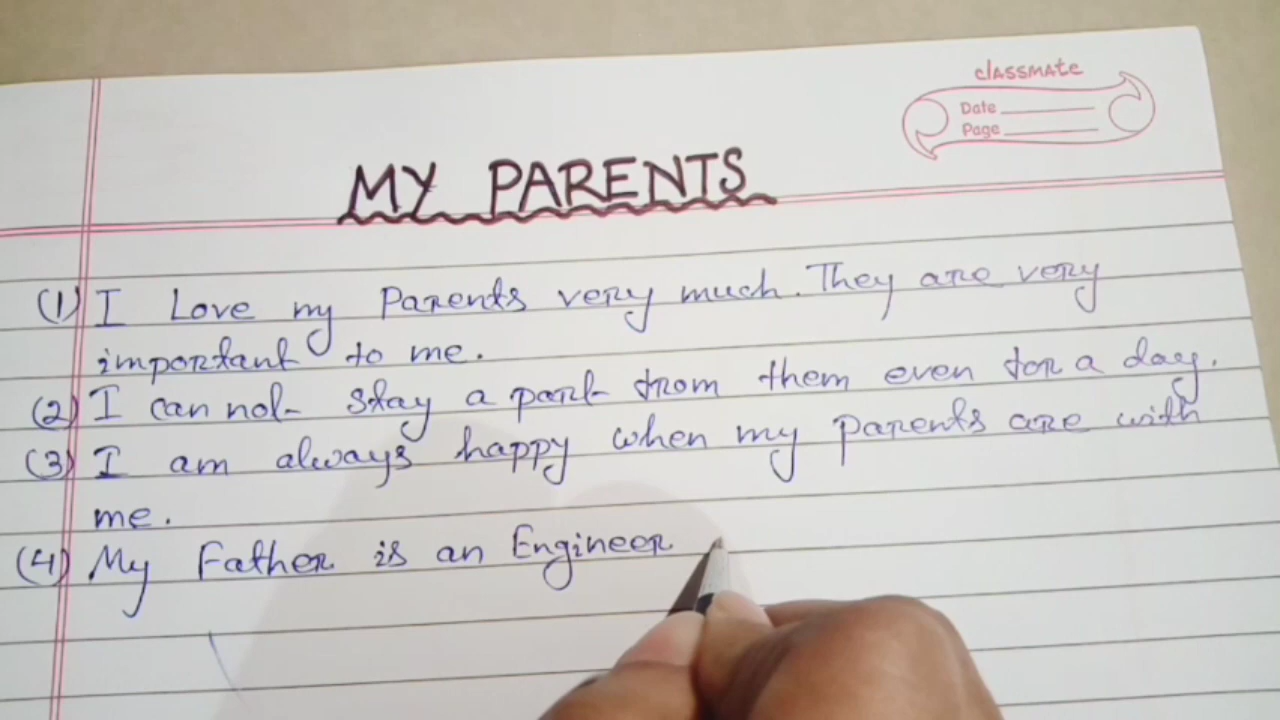 classmate
Date
Page
MY PARENTS
(1) I Love my Parents very much. They are very
important to me.
(2) I can not stay a part from them even for a day.
(3) I am always happy when my parents are with
me.
(4) My Father is an Engineer